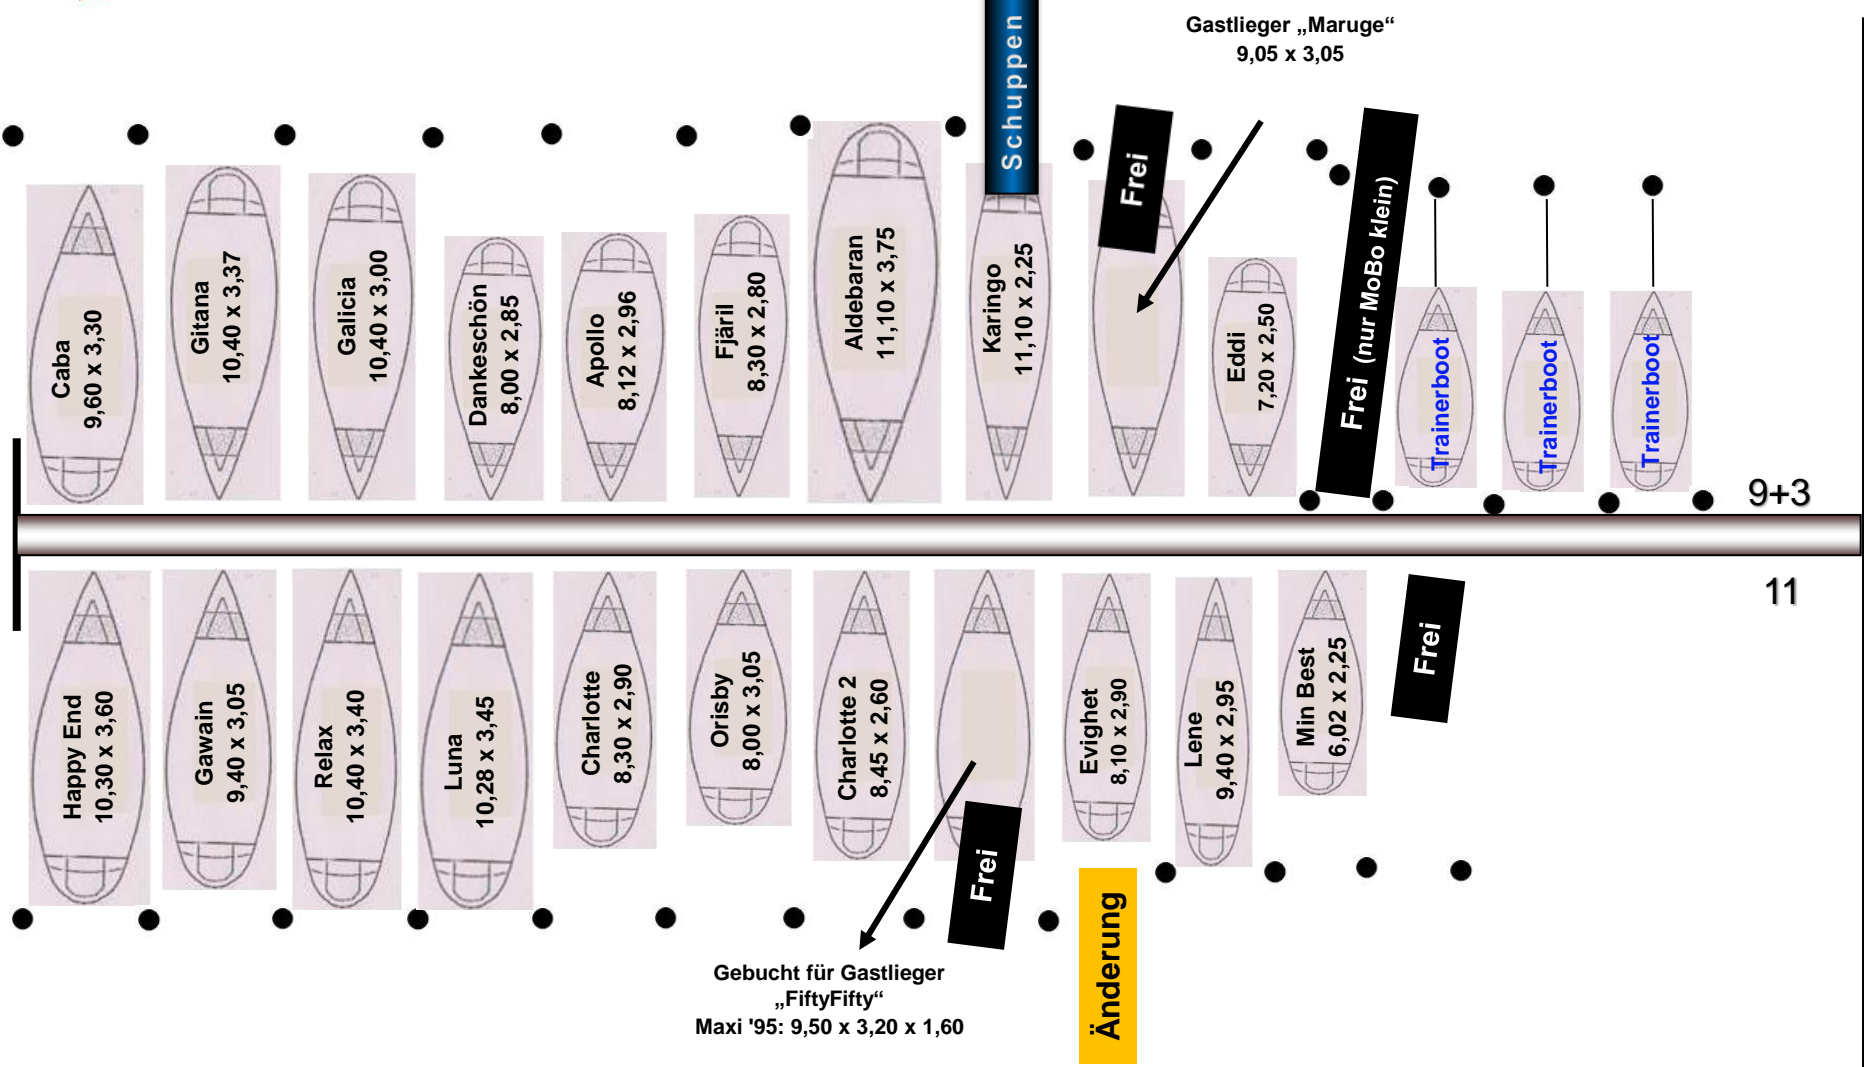 Schuppen
Gastlieger „Maruge“
9,05 x 3,05
Caba
9,60 x 3,30
Gitana
10,40 x 3,37
Galicia
10,40 x 3,00
Dankeschön
8,00 x 2,85
Apollo
8,12 x 2,96
Fjäril
8,30 x 2,80
Aldebaran
11,10 x 3,75
Karingo
11,10 x 2,25
Frei
Eddi
7,20 x 2,50
Frei (nur MoBo klein)
Trainerboot
Trainerboot
Trainerboot
9+3
11
Happy End
10,30 x 3,60
Gawain
9,40 x 3,05
Relax
10,40 x 3,40
Luna
10,28 x 3,45
Charlotte
8,30 x 2,90
Orisby
8,00 x 3,05
Charlotte 2
8,45 x 2,60
Frei
Evighet
8,10 x 2,90
Lene
9,40 x 2,95
Min Best
6,02 x 2,25
Frei
Gebucht für Gastlieger
„FiftyFifty“
Maxi '95: 9,50 x 3,20 x 1,60
Änderung